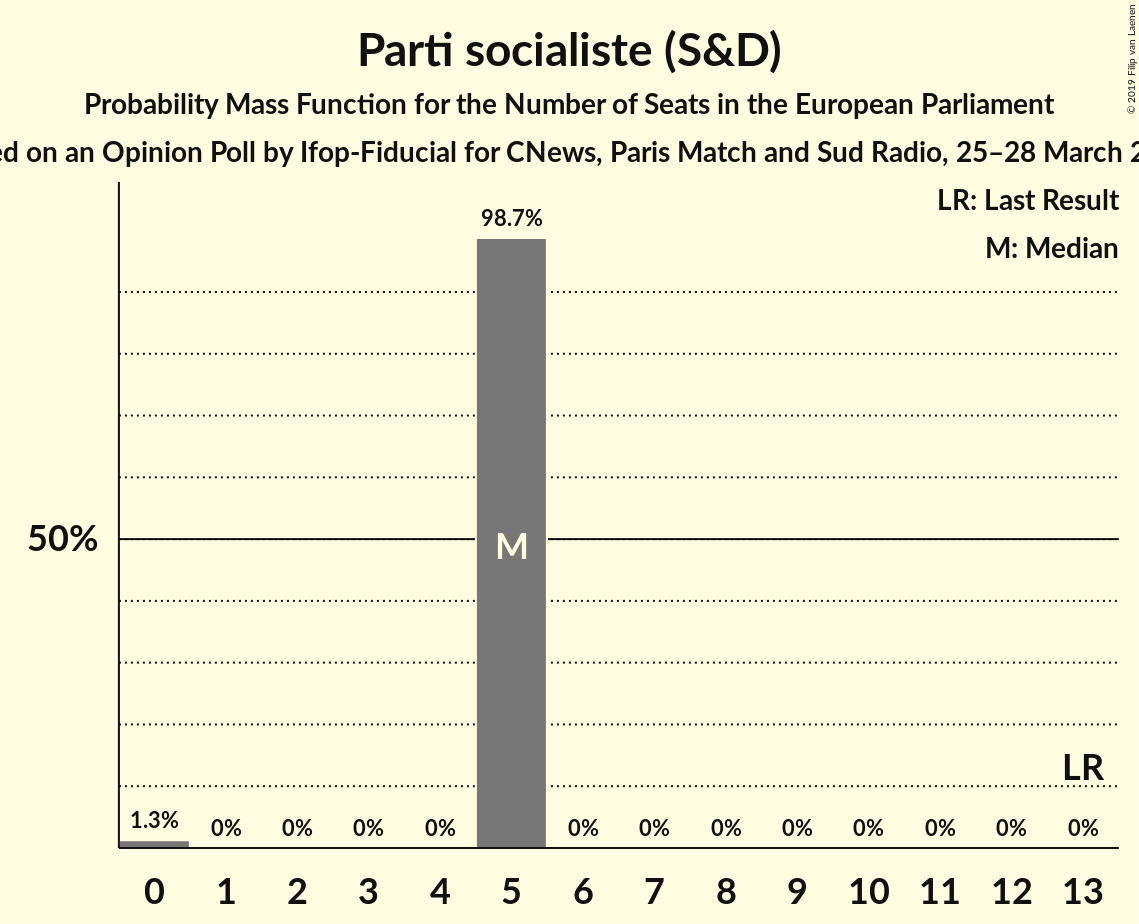 Parti socialiste (S&D)
Probability Mass Function for the Number of Seats in the European Parliament
on an Opinion Poll by Ifop-Fiducial for CNews, Paris Match and Sud Radio, 25–28 March
© 2019 Filip van Laenen
LR: Last Result
M: Median
98.7%
50%
M
LR
1.3% 0% 0% 0% 0% 0% 0% 0% 0% 0% 0% 0% 0%
0 1 2 3 4 5 6 7 8 9 10 11 12 13